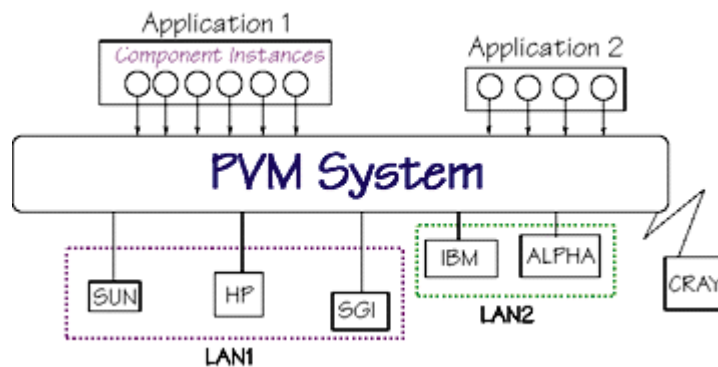 Application 1
Component Instances
Application 2
PVM System
SUN
HP
SGI
IBM
ALPHA
CRAY
LAN1
LAN2